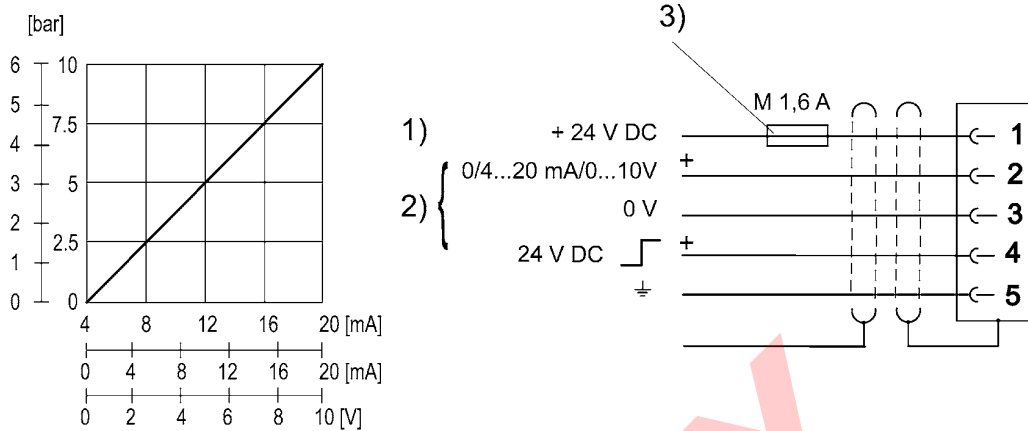 [bar]
6
5
4
3
2
1
0
10
7.5
5
2.5
0
4 8 12 16 20 [mA]
0 4 8 12 16 20 [mA]
0 2 4 6 8 10 [V]
3)
M 1,6 A
1) + 24 V DC 1
2) 0/4...20 mA/0...10V + 2
0 V 3
24 V DC + 4
5